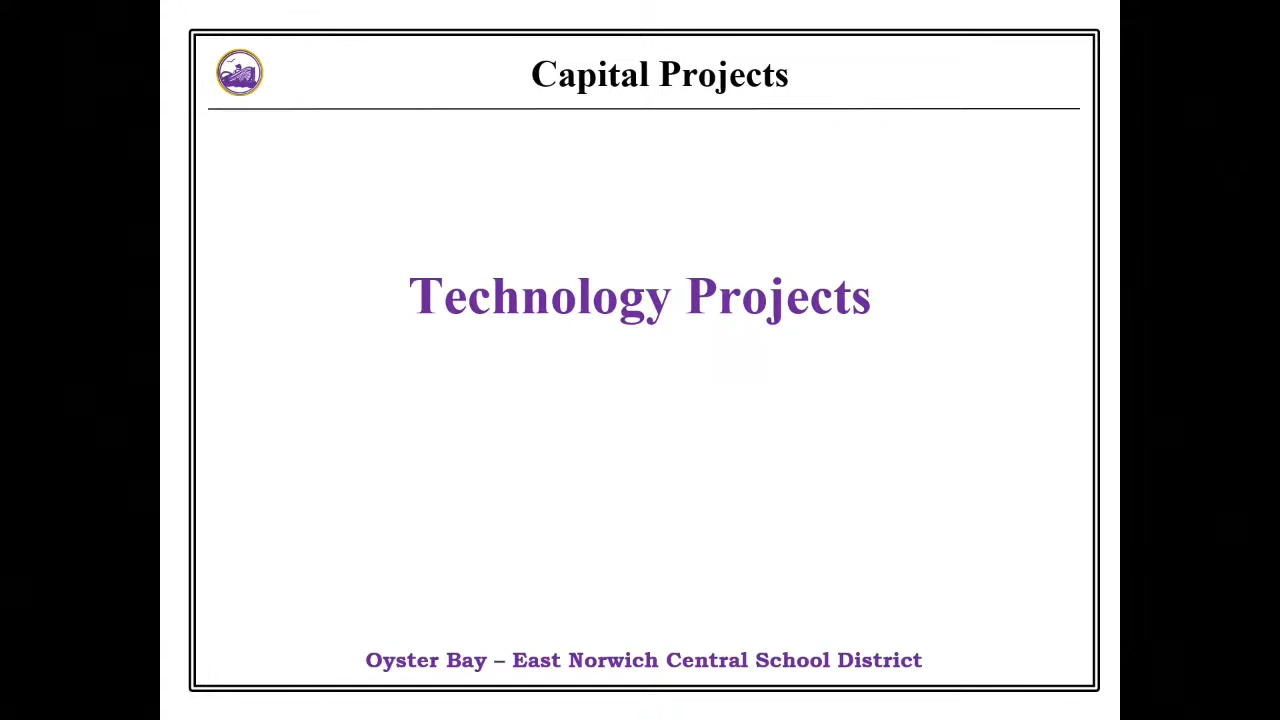 Capital Projects
Technology Projects
Oyster Bay – East Norwich Central School District